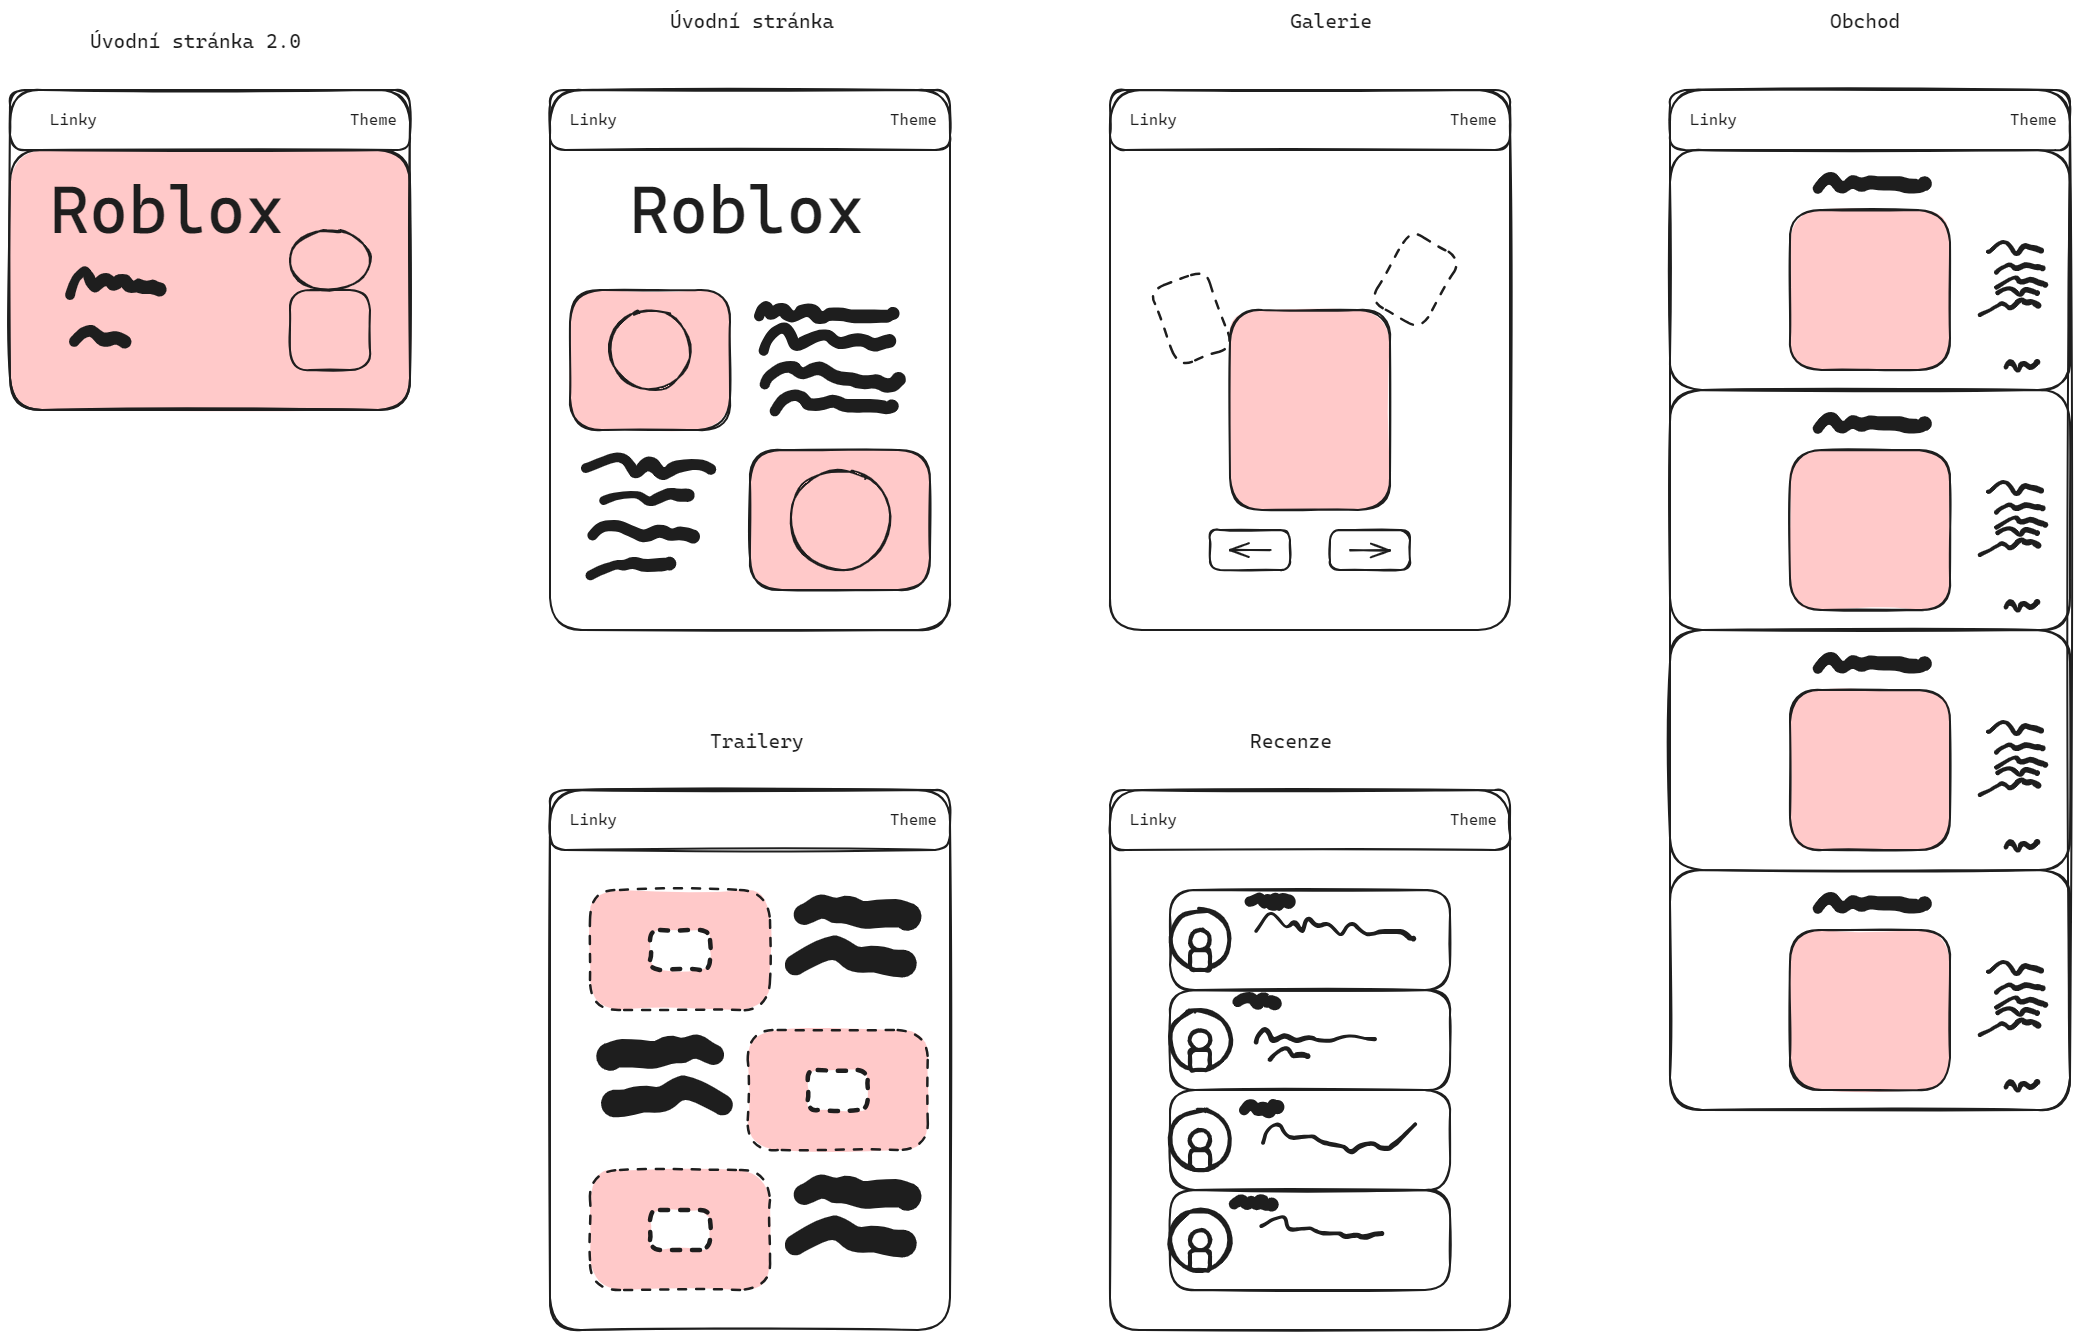 Úvodní stránka 2.0
Linky
Theme
Roblox
Úvodní stránka
Linky
Theme
Roblox
Galerie
Linky
Theme
Obchod
Linky
Theme
Trailery
Linky
Theme
Recenze
Linky
Theme